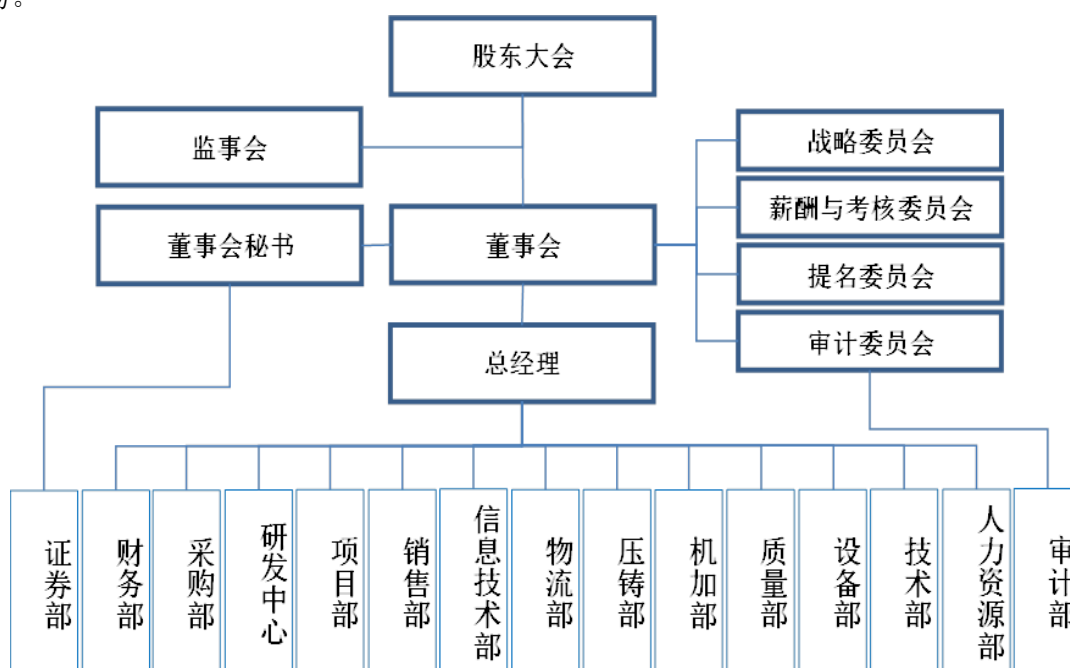 股东大会
监事会
战略委员会
薪酬与考核委员会
董事会秘书
董事会
提名委员会
审计委员会
总经理
证券部
财务部
采购部
研发中心
项目部
销售部
信息技术部
物流部
压铸部
机加部
质量部
设备部
技术部
人力资源部
审计部